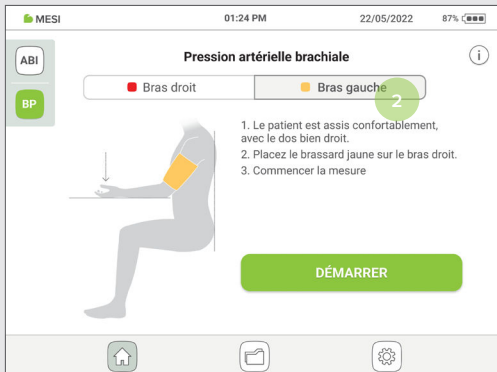 MESI 01:24 PM 22/05/2022 87%
ABI
BP
Pression artérielle brachiale
i
Bras droit Bras gauche
2
1. Le patient est assis confortablement,
avec le dos bien droit.
2. Placez le brassard jaune sur le bras droit.
3. Commencer la mesure
DÉMARRER